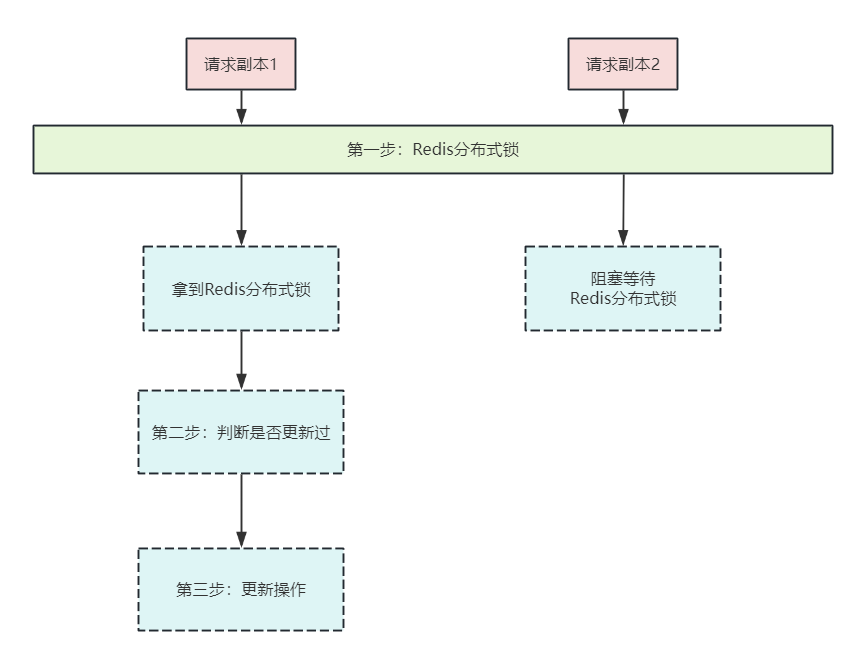 请求副本1
请求副本2
第一步：Redis分布式锁
拿到Redis分布式锁
阻塞等待
Redis分布式锁
第二步：判断是否更新过
第三步：更新操作